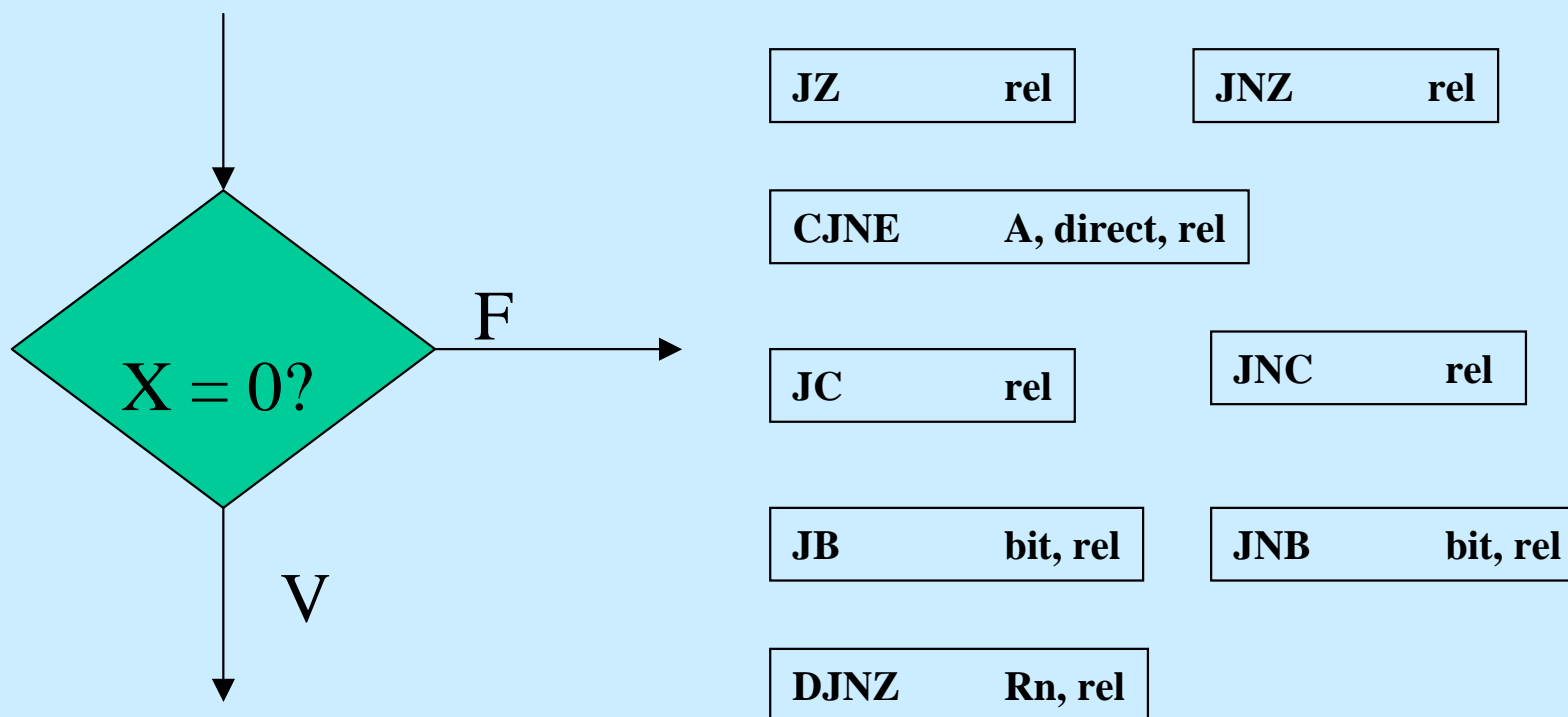 JZ rel
JNZ rel
CJNE A, direct, rel
F
X = 0?
JC rel
JNC rel
JB bit, rel
JNB bit, rel
V
DJNZ Rn, rel